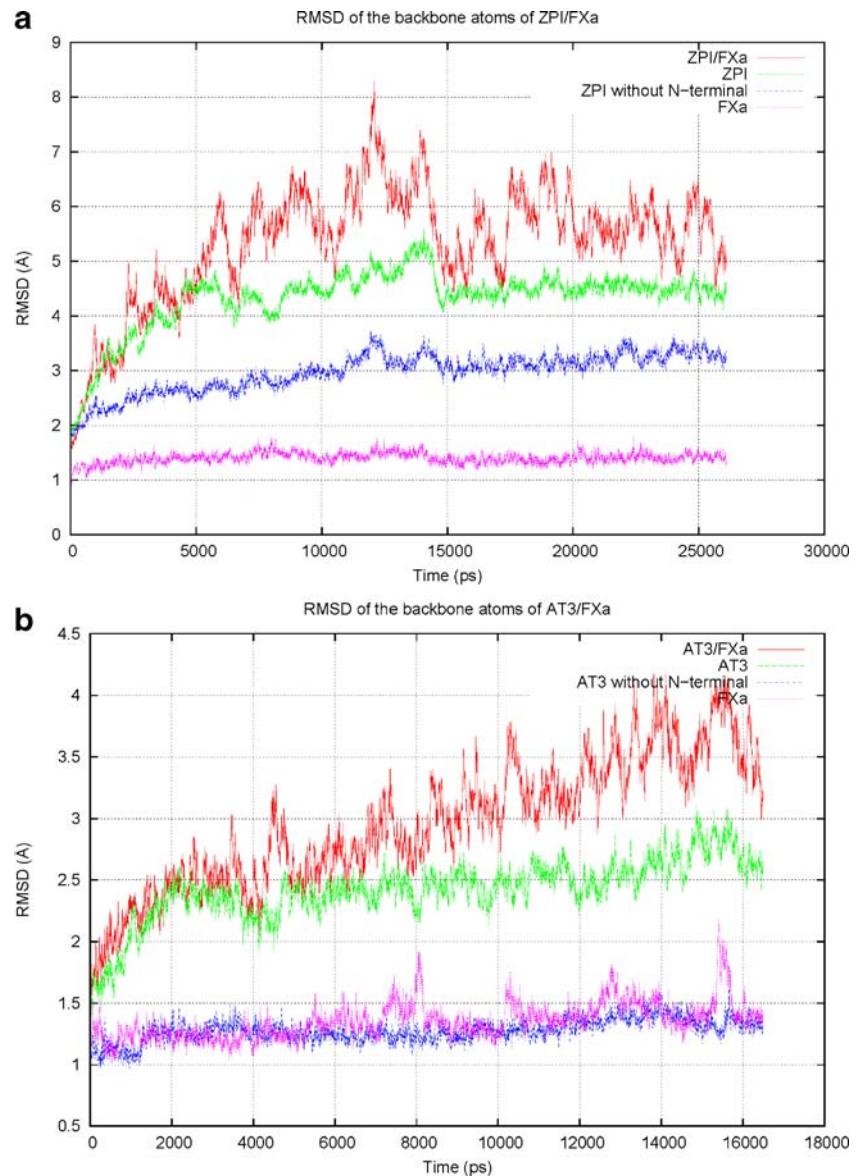 a
RMSD of the backbone atoms of ZPI/FXa
9
8
7
6
5
4
3
2
1
0
RMSD (Å)
ZPI/FXa
ZPI
ZPI without N-terminal
FXa
0 5000 10000 15000 20000 25000 30000
Time (ps)
b
RMSD of the backbone atoms of AT3/FXa
4.5
4
3.5
3
2.5
2
1.5
1
0.5
RMSD (Å)
AT3/FXa
AT3
AT3 without N-terminal
FXa
0 2000 4000 6000 8000 10000 12000 14000 16000 18000
Time (ps)